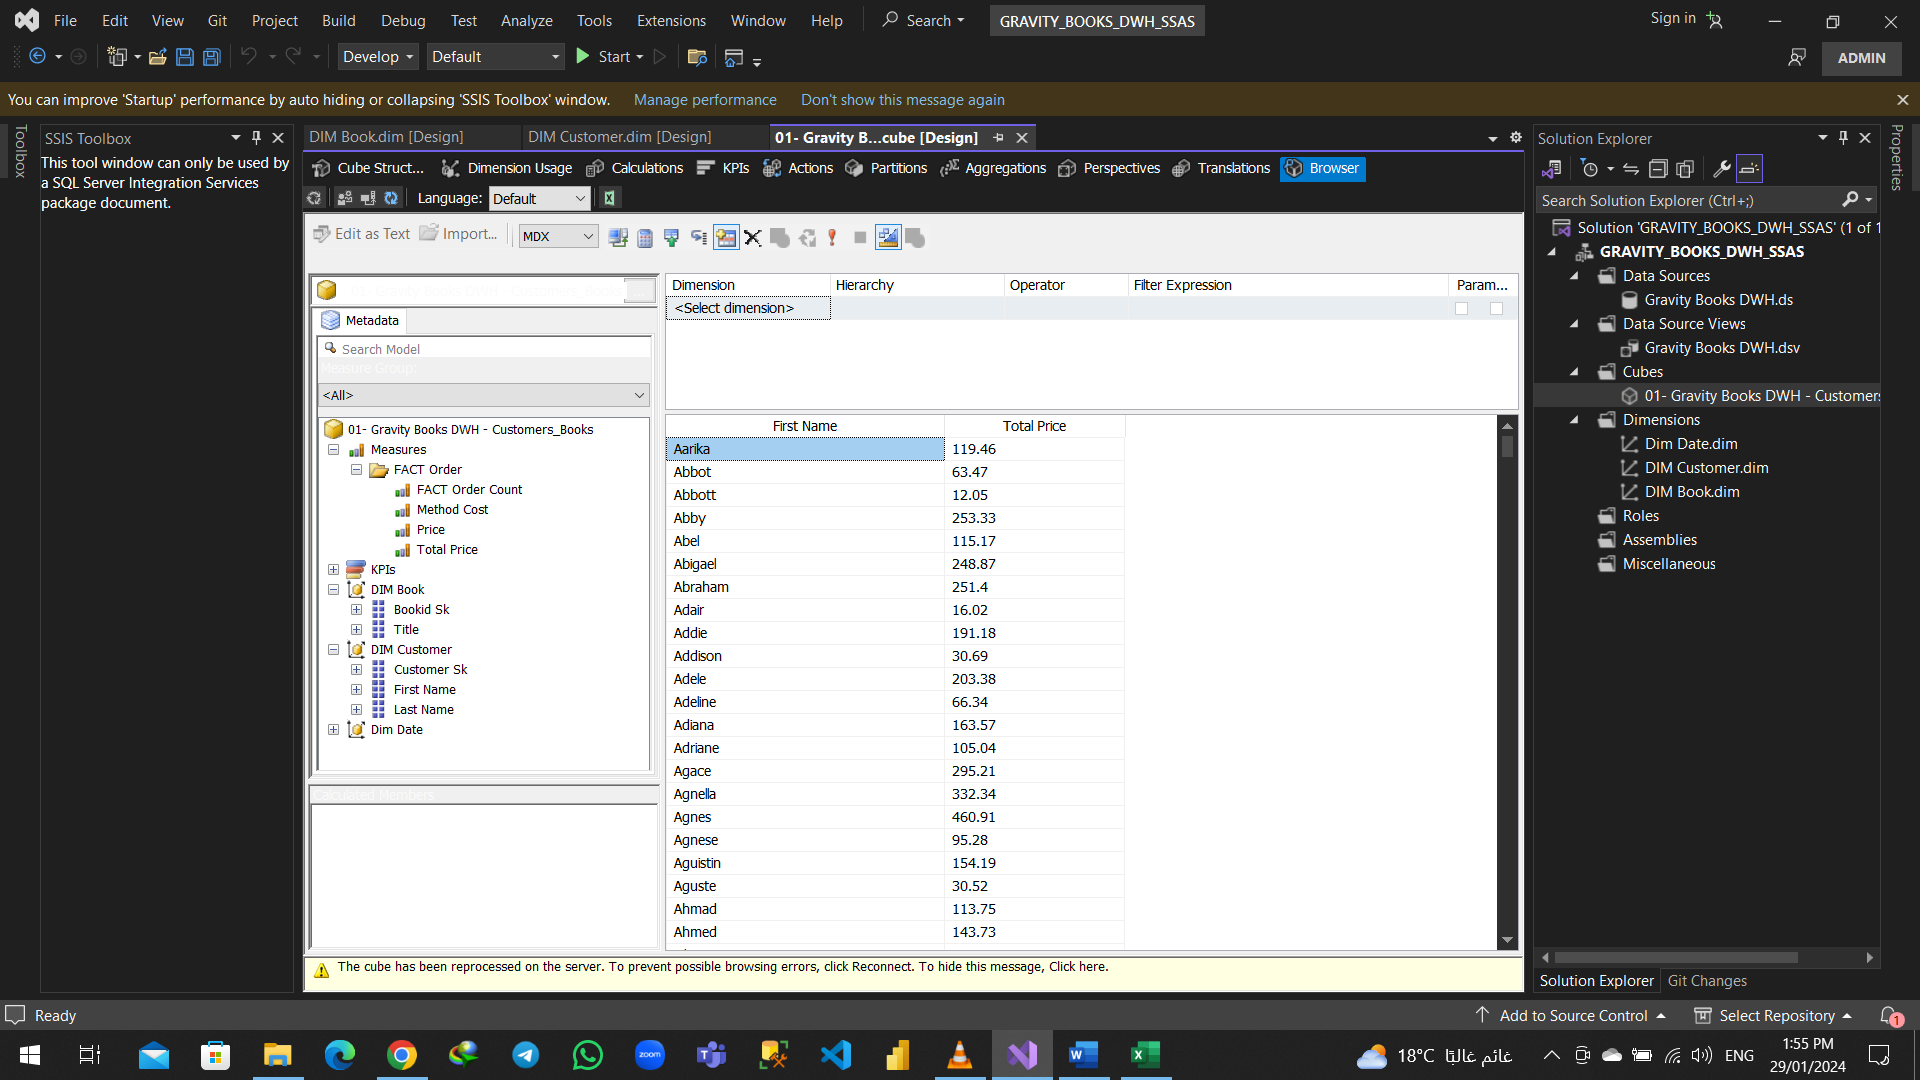 File Edit View Git Project Build Debug Test Analyze Tools Extensions Window Help Search GRAVITY_BOOKS_DWH_SSAS Sign in
Develop Default Start ADMIN
You can improve 'Startup' performance by auto hiding or collapsing 'SSIS Toolbox' window. Manage performance Don't show this message again
Toolbox
SSIS Toolbox
This tool window can only be used by
a SQL Server Integration Services
package document.
DIM Book.dim [Design] DIM Customer.dim [Design] 01- Gravity B...cube [Design]
Cube Struct... Dimension Usage Calculations KPIs Actions Partitions Aggregations Perspectives Translations Browser
Language: Default
Edit as Text Import... MDX
Metadata
Search Model
Measure Group:
<All>
01- Gravity Books DWH - Customers_Books
Measures
FACT Order
FACT Order Count
Method Cost
Price
Total Price
KPIs
DIM Book
Bookid Sk
Title
DIM Customer
Customer Sk
First Name
Last Name
Dim Date
Calculated Members
Dimension Hierarchy Operator Filter Expression Param...
<Select dimension>
First Name Total Price
Aarika 119.46
Abbot 63.47
Abbott 12.05
Abby 253.33
Abel 115.17
Abigael 248.87
Abraham 251.4
Adair 16.02
Addie 191.18
Addison 30.69
Adele 203.38
Adeline 66.34
Adiana 163.57
Adriane 105.04
Agace 295.21
Agnella 332.34
Agnes 460.91
Agnese 95.28
Aguistin 154.19
Aguste 30.52
Ahmad 113.75
Ahmed 143.73
The cube has been reprocessed on the server. To prevent possible browsing errors, click Reconnect. To hide this message, Click here.
Solution Explorer
Search Solution Explorer (Ctrl+;)
Solution 'GRAVITY_BOOKS_DWH_SSAS' (1 of 1
GRAVITY_BOOKS_DWH_SSAS
Data Sources
Gravity Books DWH.ds
Data Source Views
Gravity Books DWH.dsv
Cubes
01- Gravity Books DWH - Customers
Dimensions
Dim Date.dim
DIM Customer.dim
DIM Book.dim
Roles
Assemblies
Miscellaneous
Solution Explorer Git Changes
Properties
Ready Add to Source Control Select Repository 1
zoom 18°C غائم غالبًا ENG 1:55 PM
29/01/2024